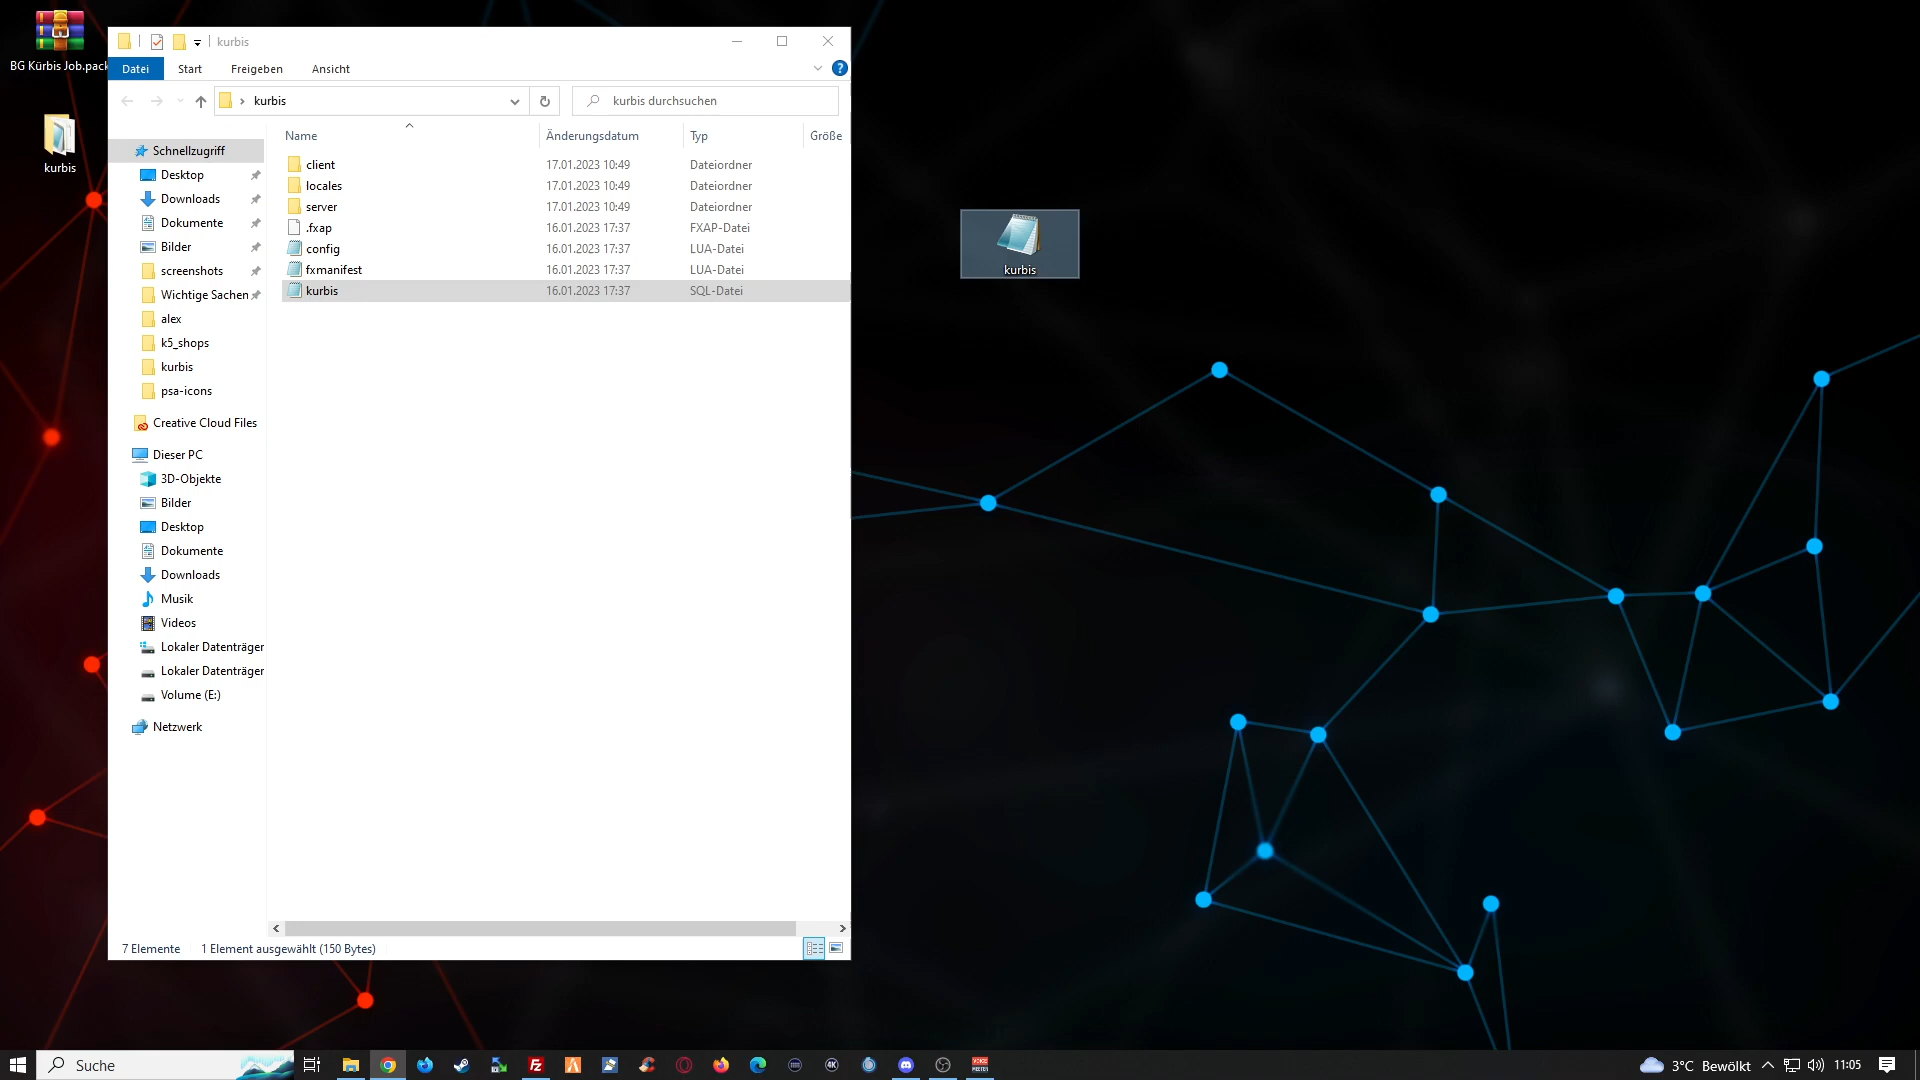 BG Kürbis Job.pack
kurbis
kurbis
Datei
Start
Freigeben
Ansicht
?
kurbis
kurbis durchsuchen
Name
Änderungsdatum
Typ
Größe
client
17.01.2023 10:49
Dateiordner
locales
17.01.2023 10:49
Dateiordner
server
17.01.2023 10:49
Dateiordner
.fxap
16.01.2023 17:37
FXAP-Datei
config
16.01.2023 17:37
LUA-Datei
fxmanifest
16.01.2023 17:37
LUA-Datei
kurbis
16.01.2023 17:37
SQL-Datei
Schnellzugriff
Desktop
Downloads
Dokumente
Bilder
screenshots
Wichtige Sachen
alex
k5_shops
kurbis
psa-icons
Creative Cloud Files
Dieser PC
3D-Objekte
Bilder
Desktop
Dokumente
Downloads
Musik
Videos
Lokaler Datenträger
Lokaler Datenträger
Volume (E:)
Netzwerk
7 Elemente
1 Element ausgewählt (150 Bytes)
kurbis
Suche
Fz
4K
VOICE
MEETER
3°C Bewölkt
11:05